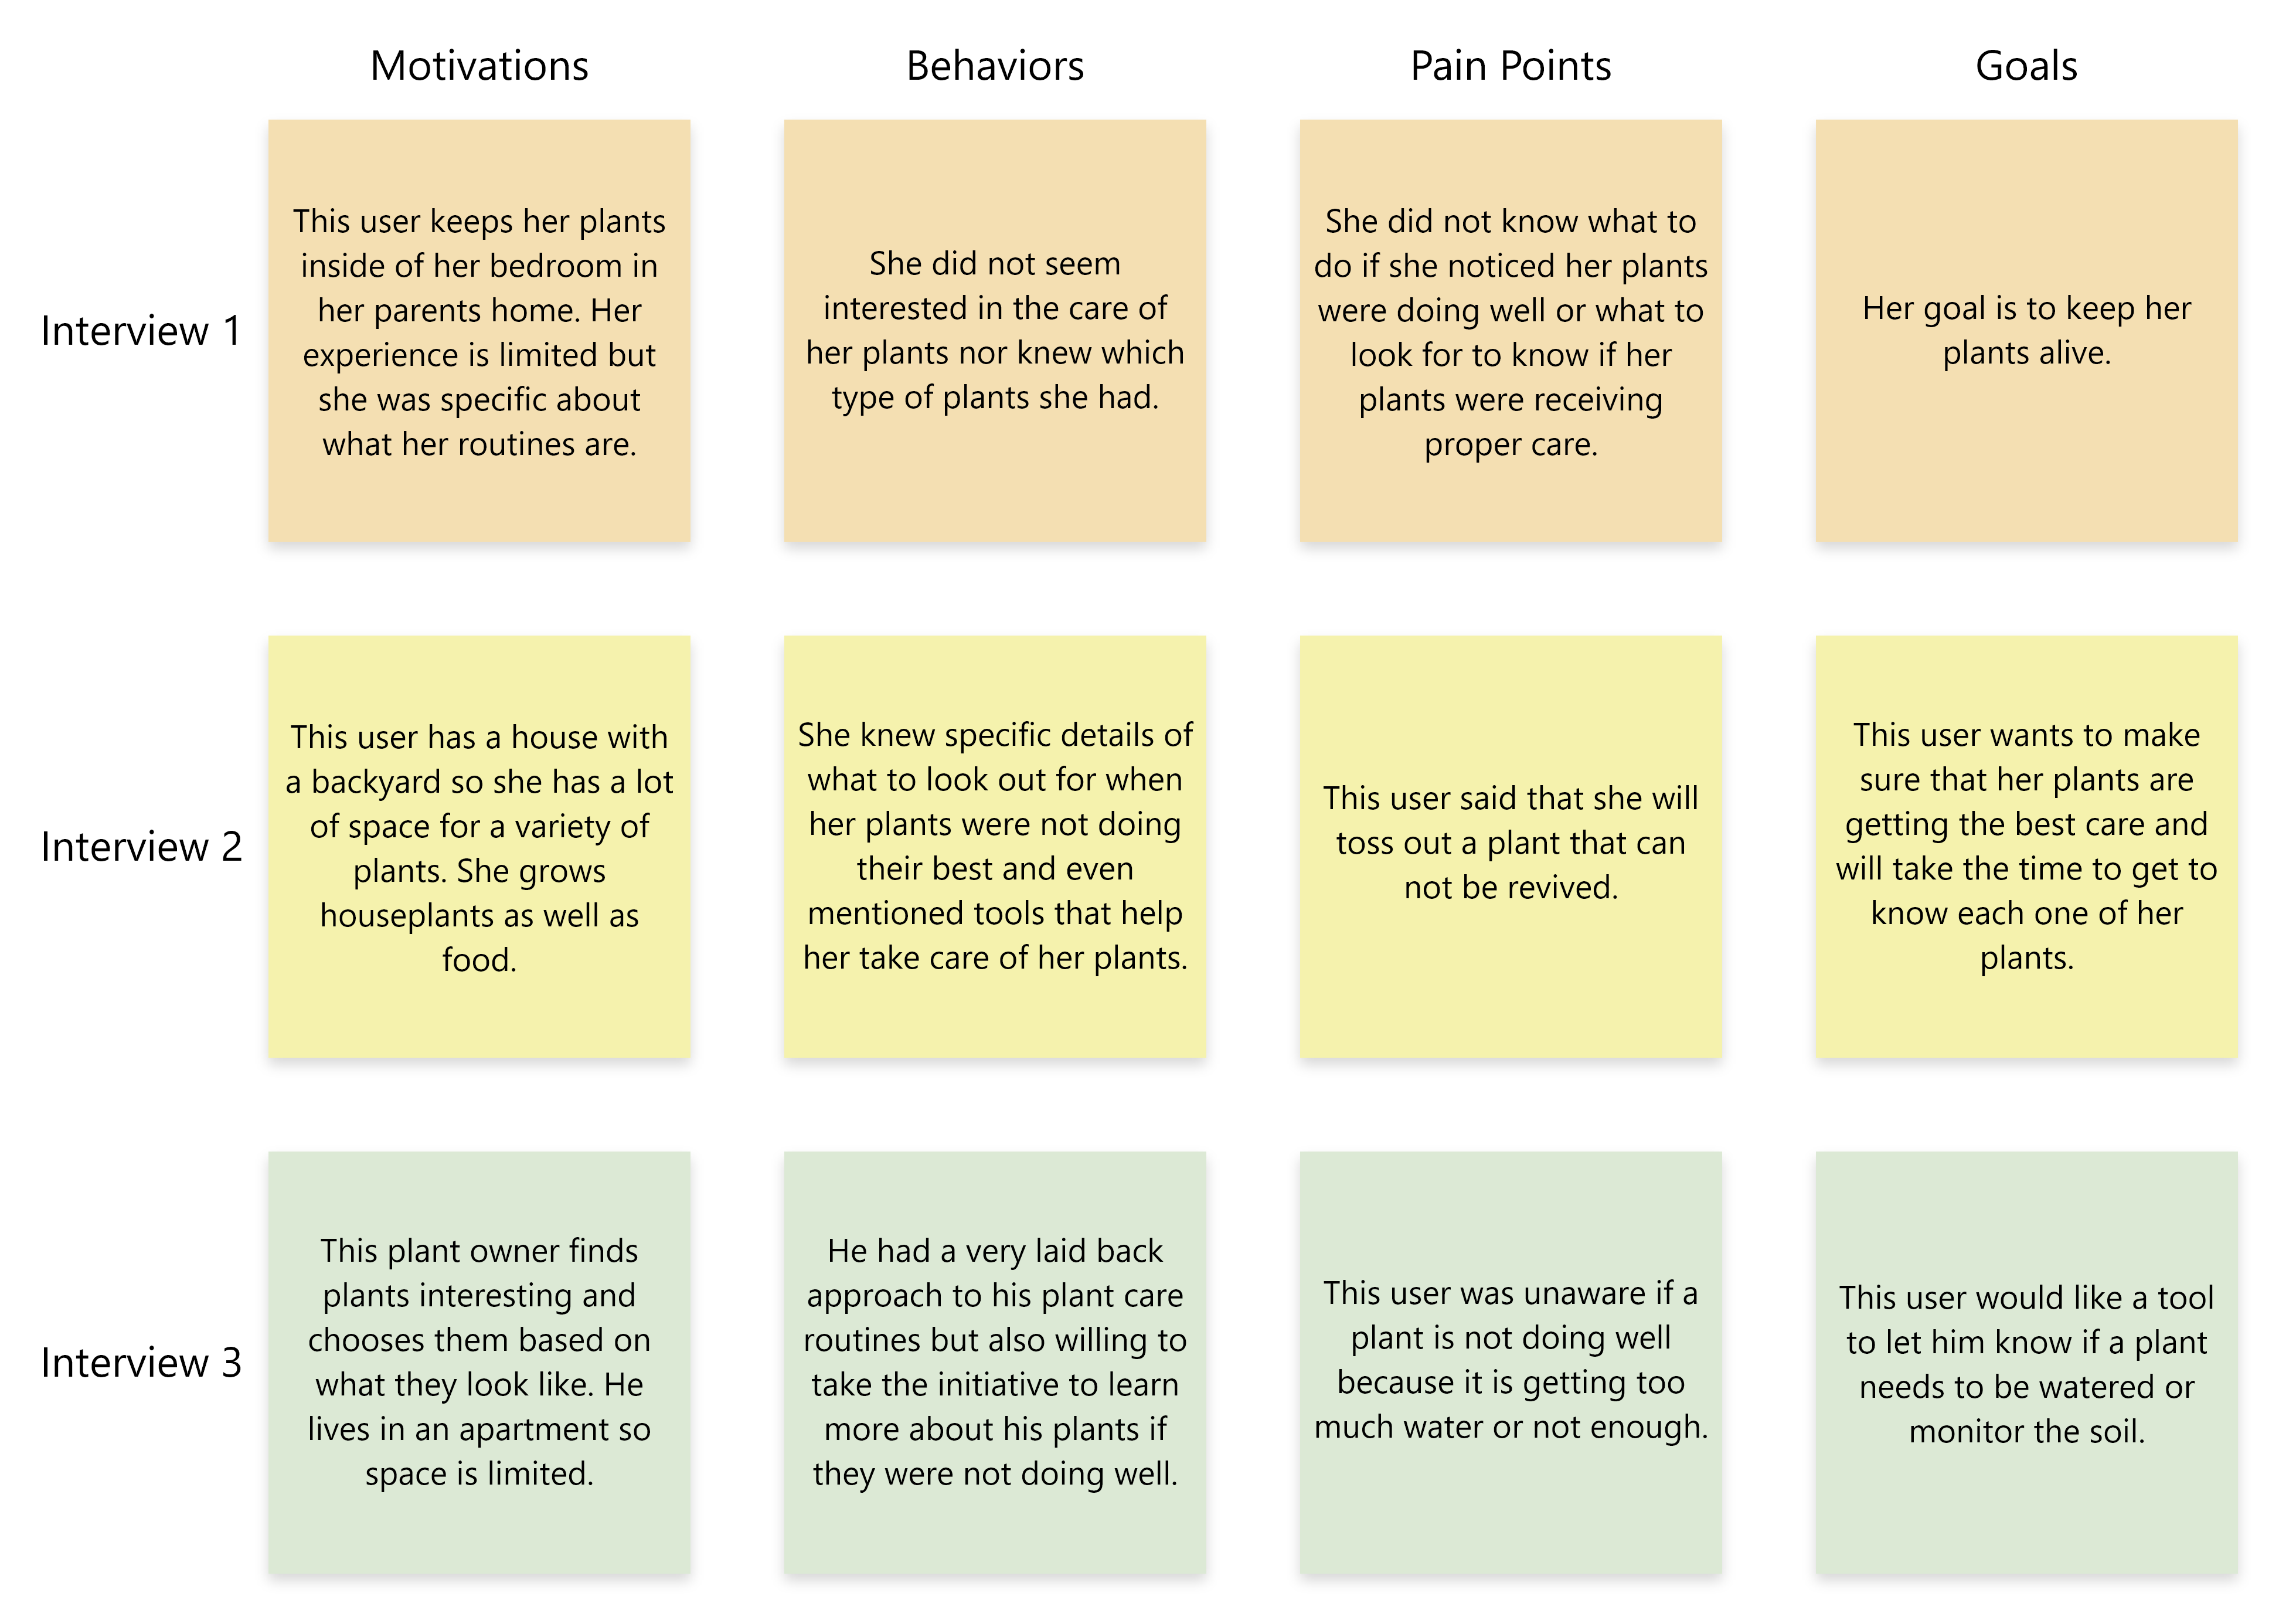 Motivations
Behaviors
Pain Points
Goals
Interview 1
This user keeps her plants
inside of her bedroom in
her parents home. Her
experience is limited but
she was specific about
what her routines are.
She did not seem
interested in the care of
her plants nor knew which
type of plants she had.
She did not know what to
do if she noticed her plants
were doing well or what to
look for to know if her
plants were receiving
proper care.
Her goal is to keep her
plants alive.
Interview 2
This user has a house with
a backyard so she has a lot
of space for a variety of
plants. She grows
houseplants as well as
food.
She knew specific details of
what to look out for when
her plants were not doing
their best and even
mentioned tools that help
her take care of her plants.
This user said that she will
toss out a plant that can
not be revived.
This user wants to make
sure that her plants are
getting the best care and
will take the time to get to
know each one of her
plants.
Interview 3
This plant owner finds
plants interesting and
chooses them based on
what they look like. He
lives in an apartment so
space is limited.
He had a very laid back
approach to his plant care
routines but also willing to
take the initiative to learn
more about his plants if
they were not doing well.
This user was unaware if a
plant is not doing well
because it is getting too
much water or not enough.
This user would like a tool
to let him know if a plant
needs to be watered or
monitor the soil.